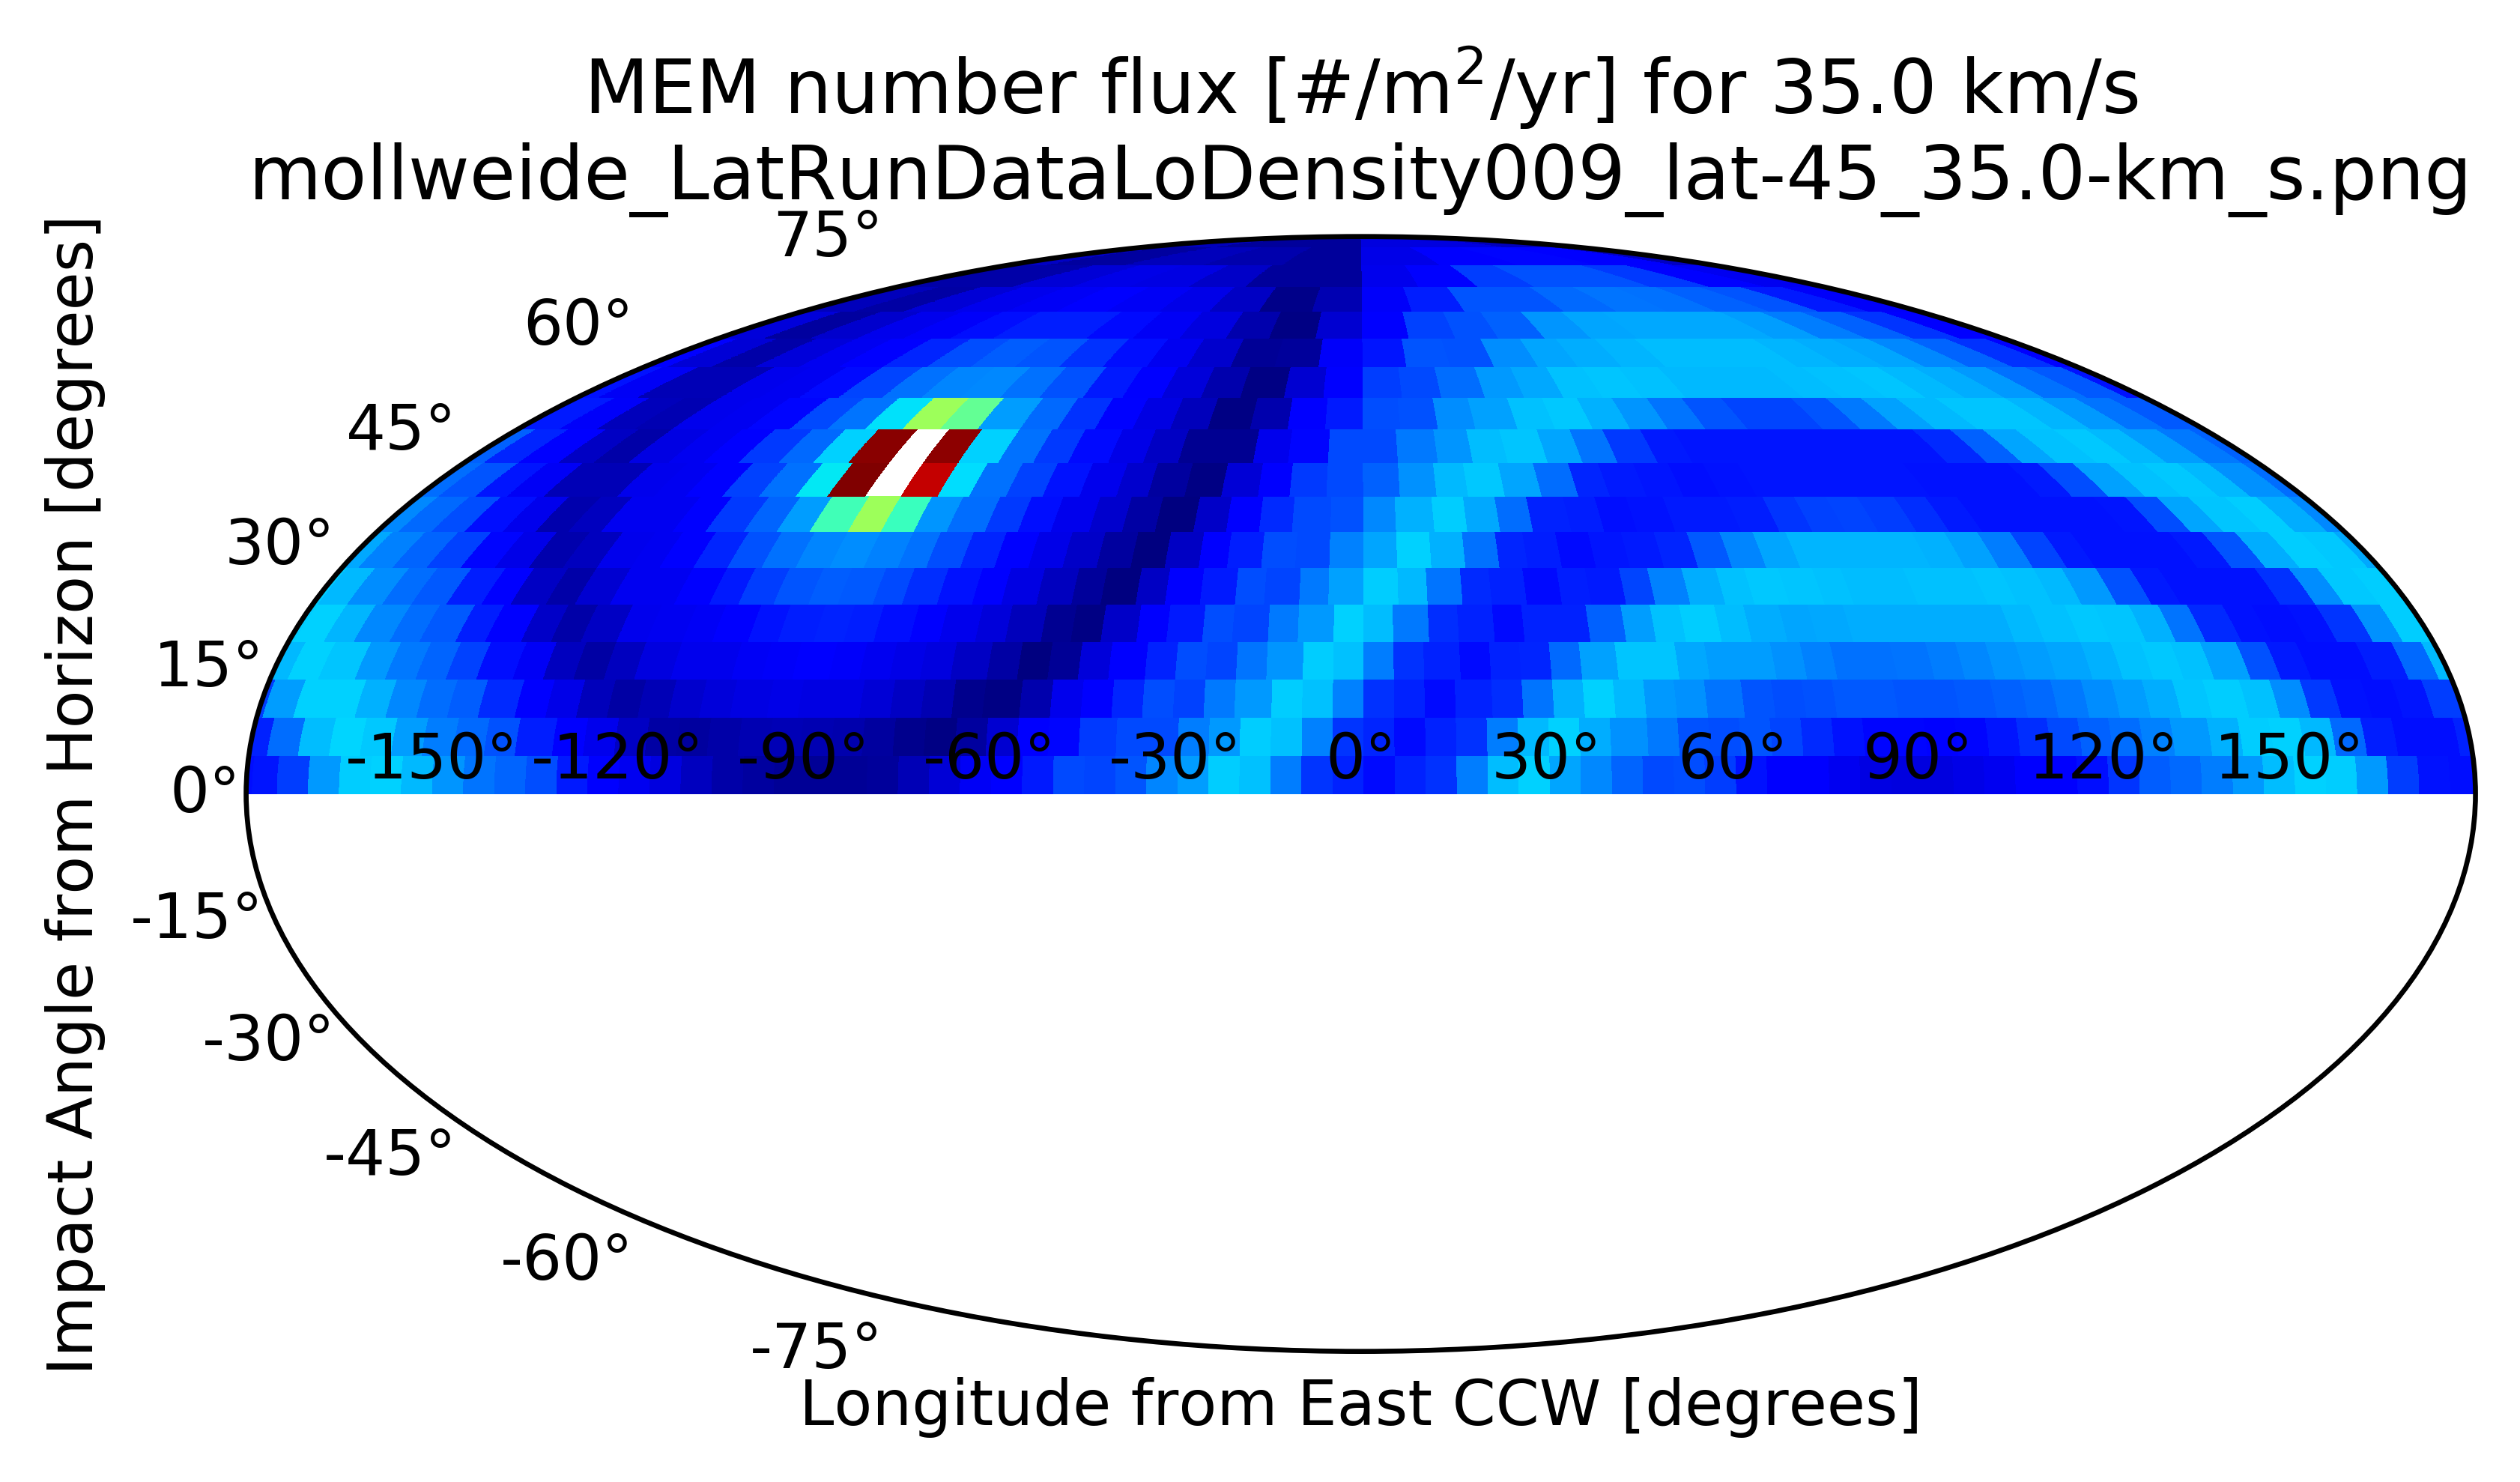 MEM number flux [#/m²/yr] for 35.0 km/s
mollweide_LatRunDataLoDensity009_lat-45_35.0-km_s.png
75°
60°
45°
30°
15°
0°
-15°
-30°
-45°
-60°
-75°
-150° -120° -90° -60° -30° 0° 30° 60° 90° 120° 150°
Impact Angle from Horizon [degrees]
Longitude from East CCW [degrees]